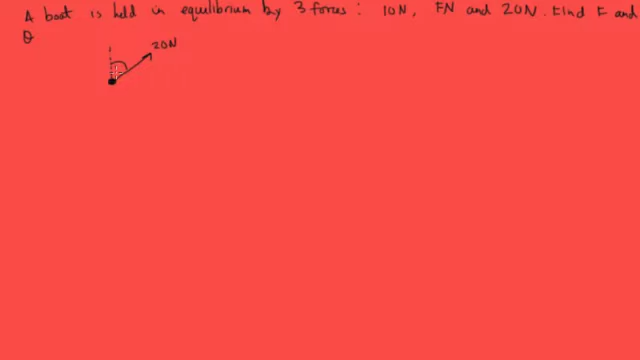 A boat is held in equilibrium by 3 forces : 10N, FN and 20N. Find F and
θ
20N